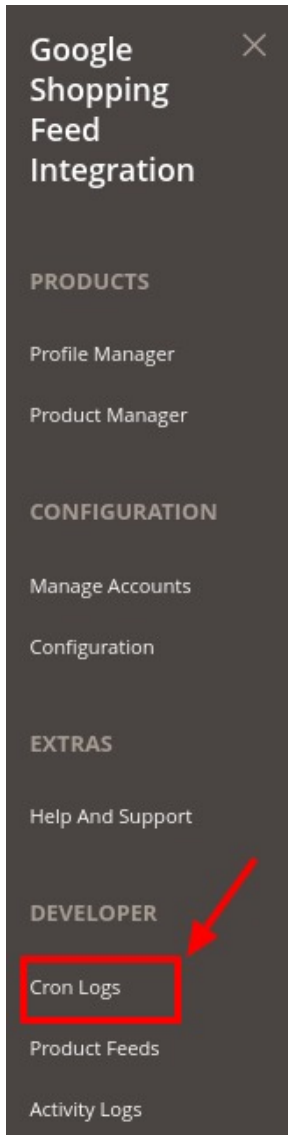 Google
Shopping
Feed
Integration
PRODUCTS
Profile Manager
Product Manager
CONFIGURATION
Manage Accounts
Configuration
EXTRAS
Help And Support
DEVELOPER
Cron Logs
Product Feeds
Activity Logs